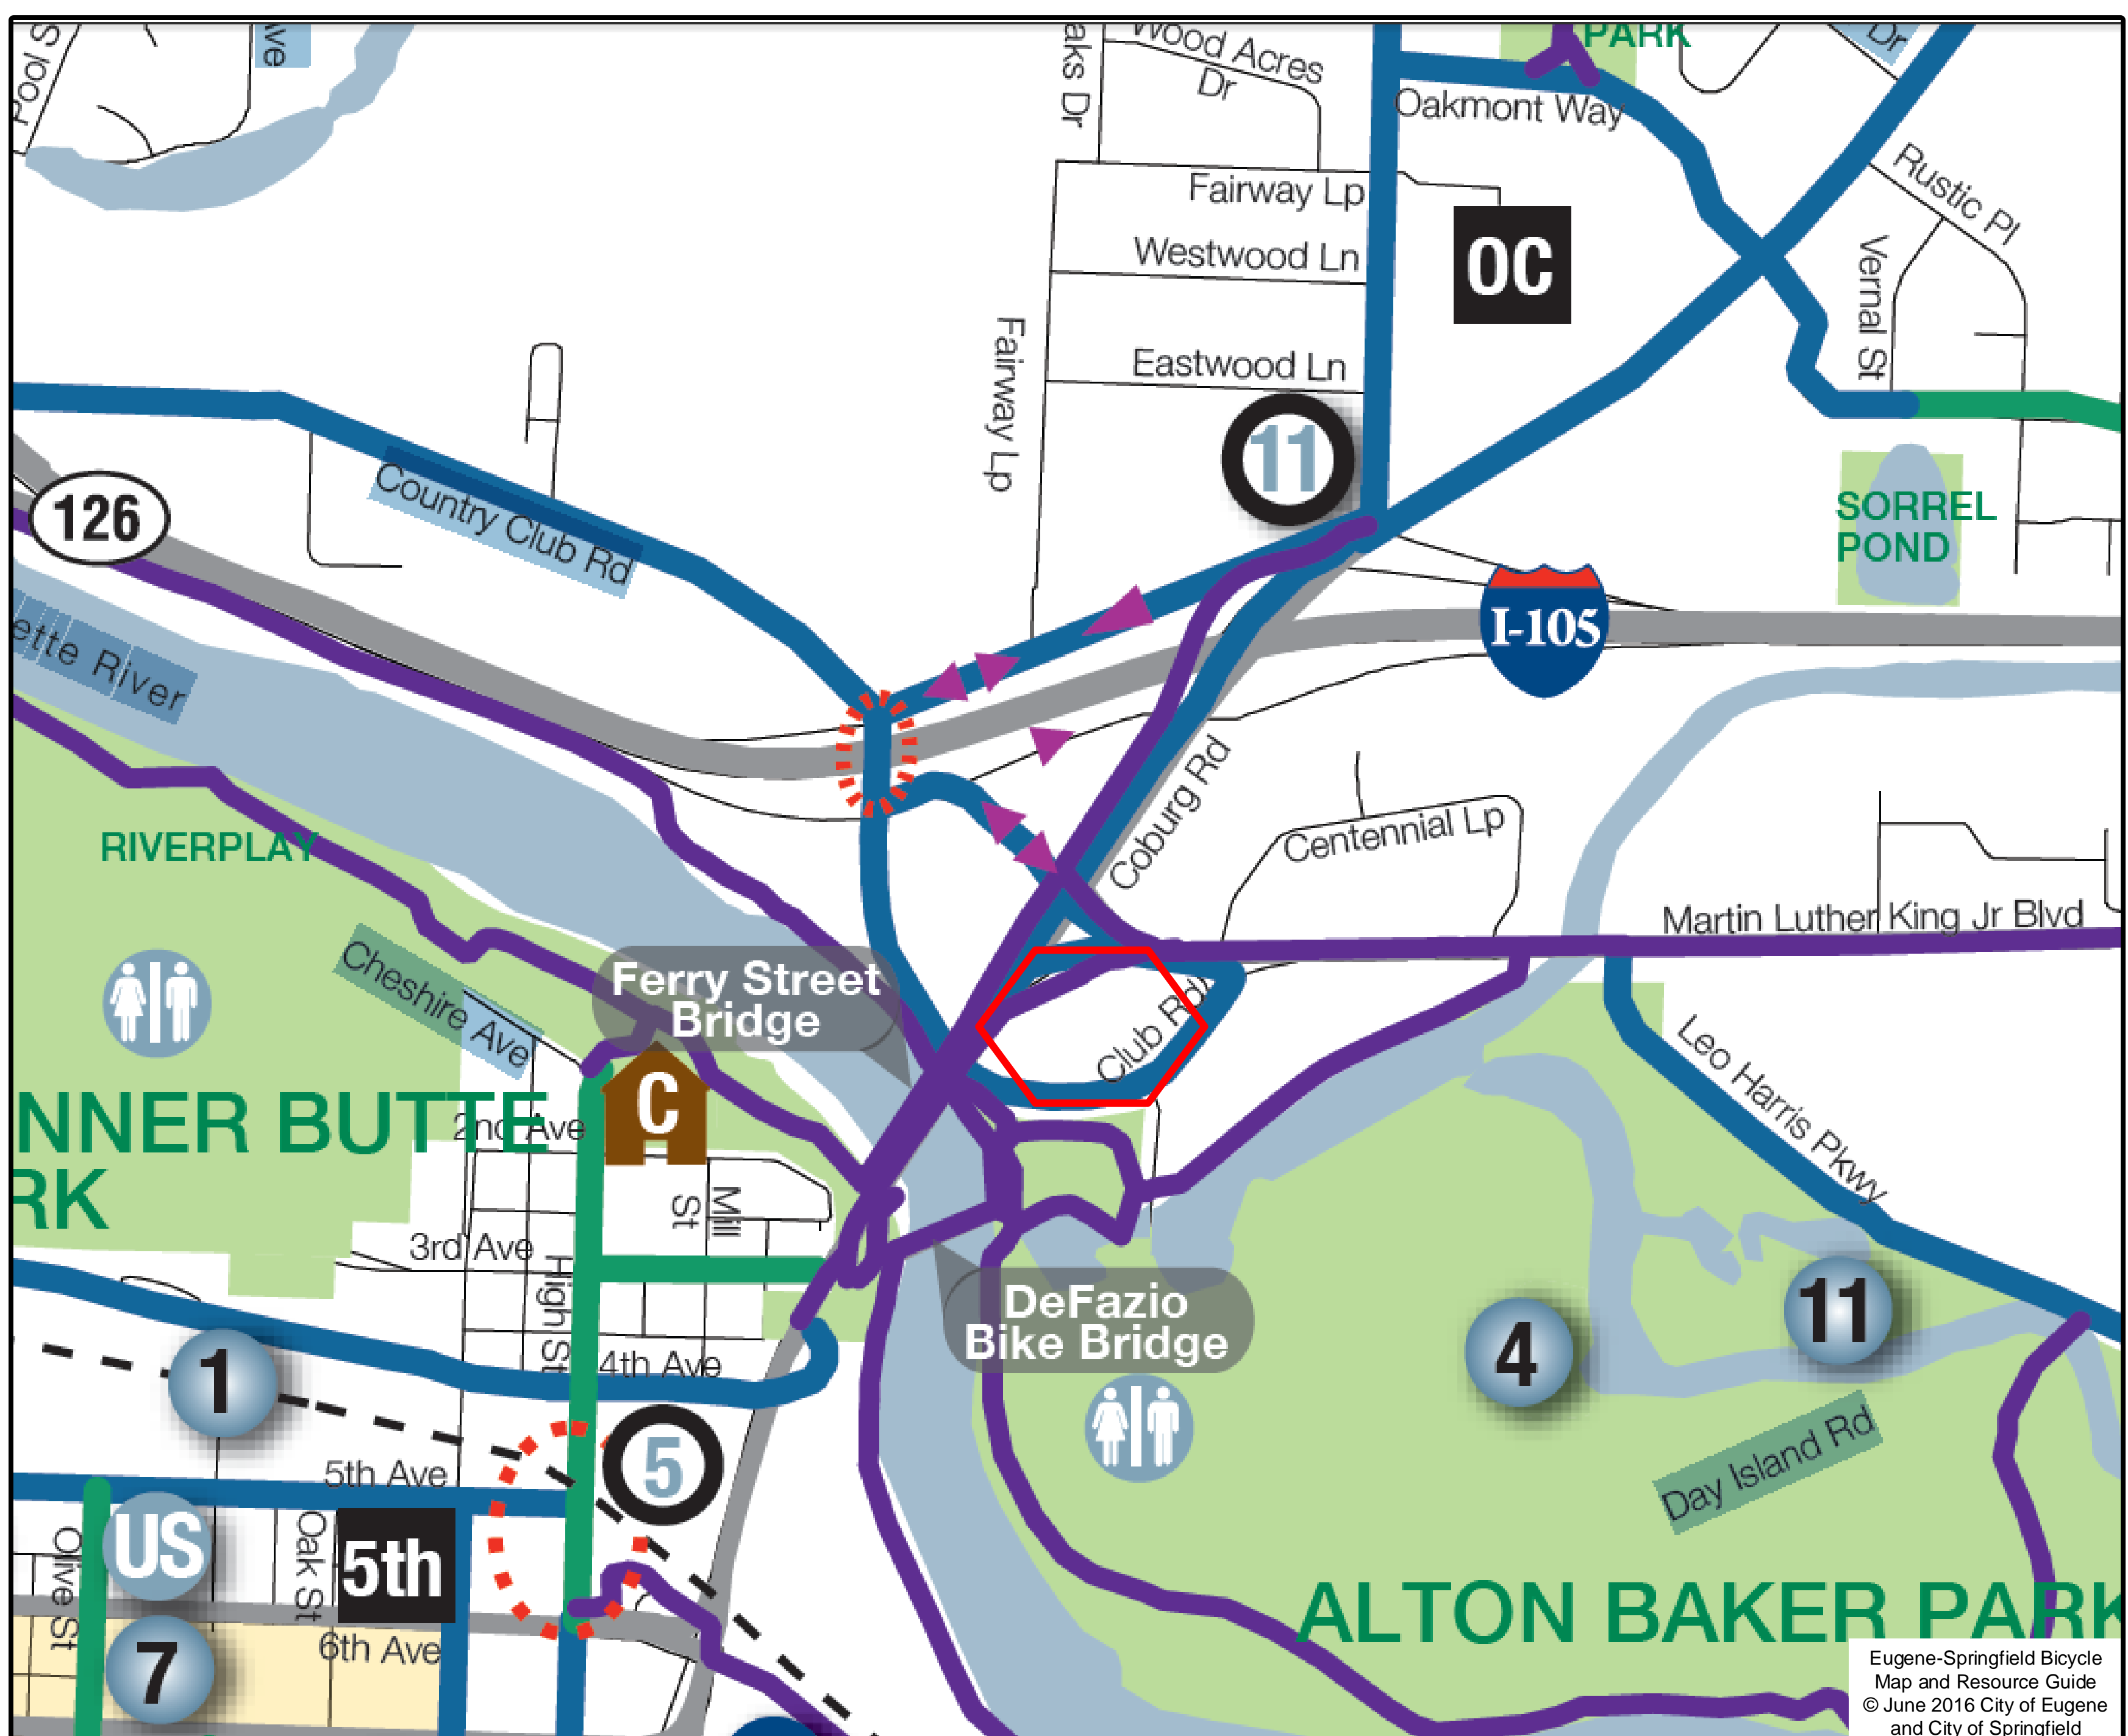 Pool S
ve
aks Dr
Wood Acres
Dr
PARK
Dr
Oakmont Way
Rustic Pl
Fairway Lp
Westwood Ln
OC
Vernal St
Fairway Lp
Eastwood Ln
11
Country Club Rd
126
SORREL
POND
I-105
ette River
Coburg Rd
Centennial Lp
RIVERPLAY
Martin Luther King Jr Blvd
Cheshire Ave
Ferry Street
Bridge
Club Rd
Leo Harris Pkwy
C
NNER BUTTE
RK
2nd Ave
Mill
St
3rd Ave
High St
DeFazio
Bike Bridge
4
11
1
4th Ave
5
5th Ave
Day Island Rd
US
Oak St
5th
Olive St
7
6th Ave
ALTON BAKER PARK
Eugene-Springfield Bicycle
Map and Resource Guide
© June 2016 City of Eugene
and City of Springfield